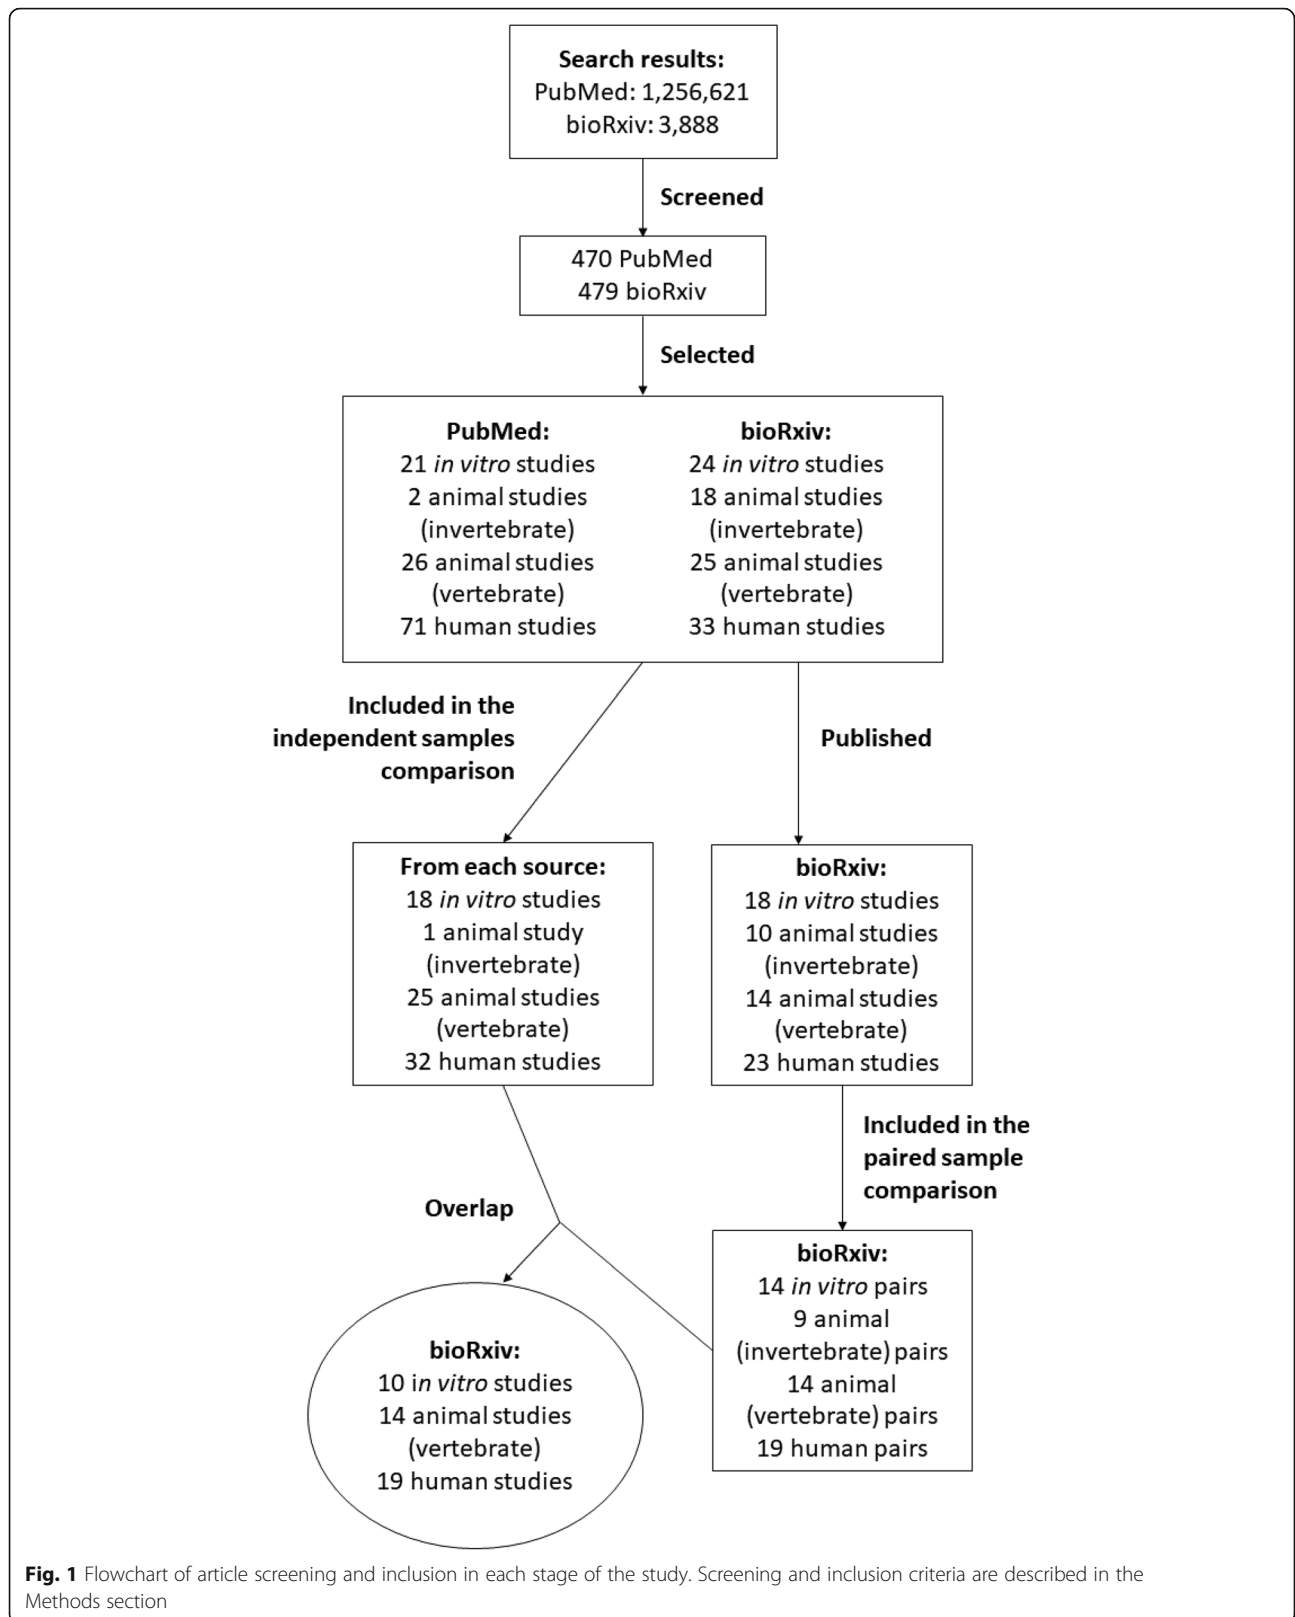 Search results:
PubMed: 1,256,621
bioRxiv: 3,888
Screened
470 PubMed
479 bioRxiv
Selected
PubMed:
21 in vitro studies
2 animal studies
(invertebrate)
26 animal studies
(vertebrate)
71 human studies
bioRxiv:
24 in vitro studies
18 animal studies
(invertebrate)
25 animal studies
(vertebrate)
33 human studies
Included in the
independent samples
comparison
Published
From each source:
18 in vitro studies
1 animal study
(invertebrate)
25 animal studies
(vertebrate)
32 human studies
bioRxiv:
18 in vitro studies
10 animal studies
(invertebrate)
14 animal studies
(vertebrate)
23 human studies
Included in the
paired sample
comparison
Overlap
bioRxiv:
14 in vitro pairs
9 animal
(invertebrate) pairs
14 animal
(vertebrate) pairs
19 human pairs
bioRxiv:
10 in vitro studies
14 animal studies
(vertebrate)
19 human studies
Fig. 1 Flowchart of article screening and inclusion in each stage of the study. Screening and inclusion criteria are described in the
Methods section